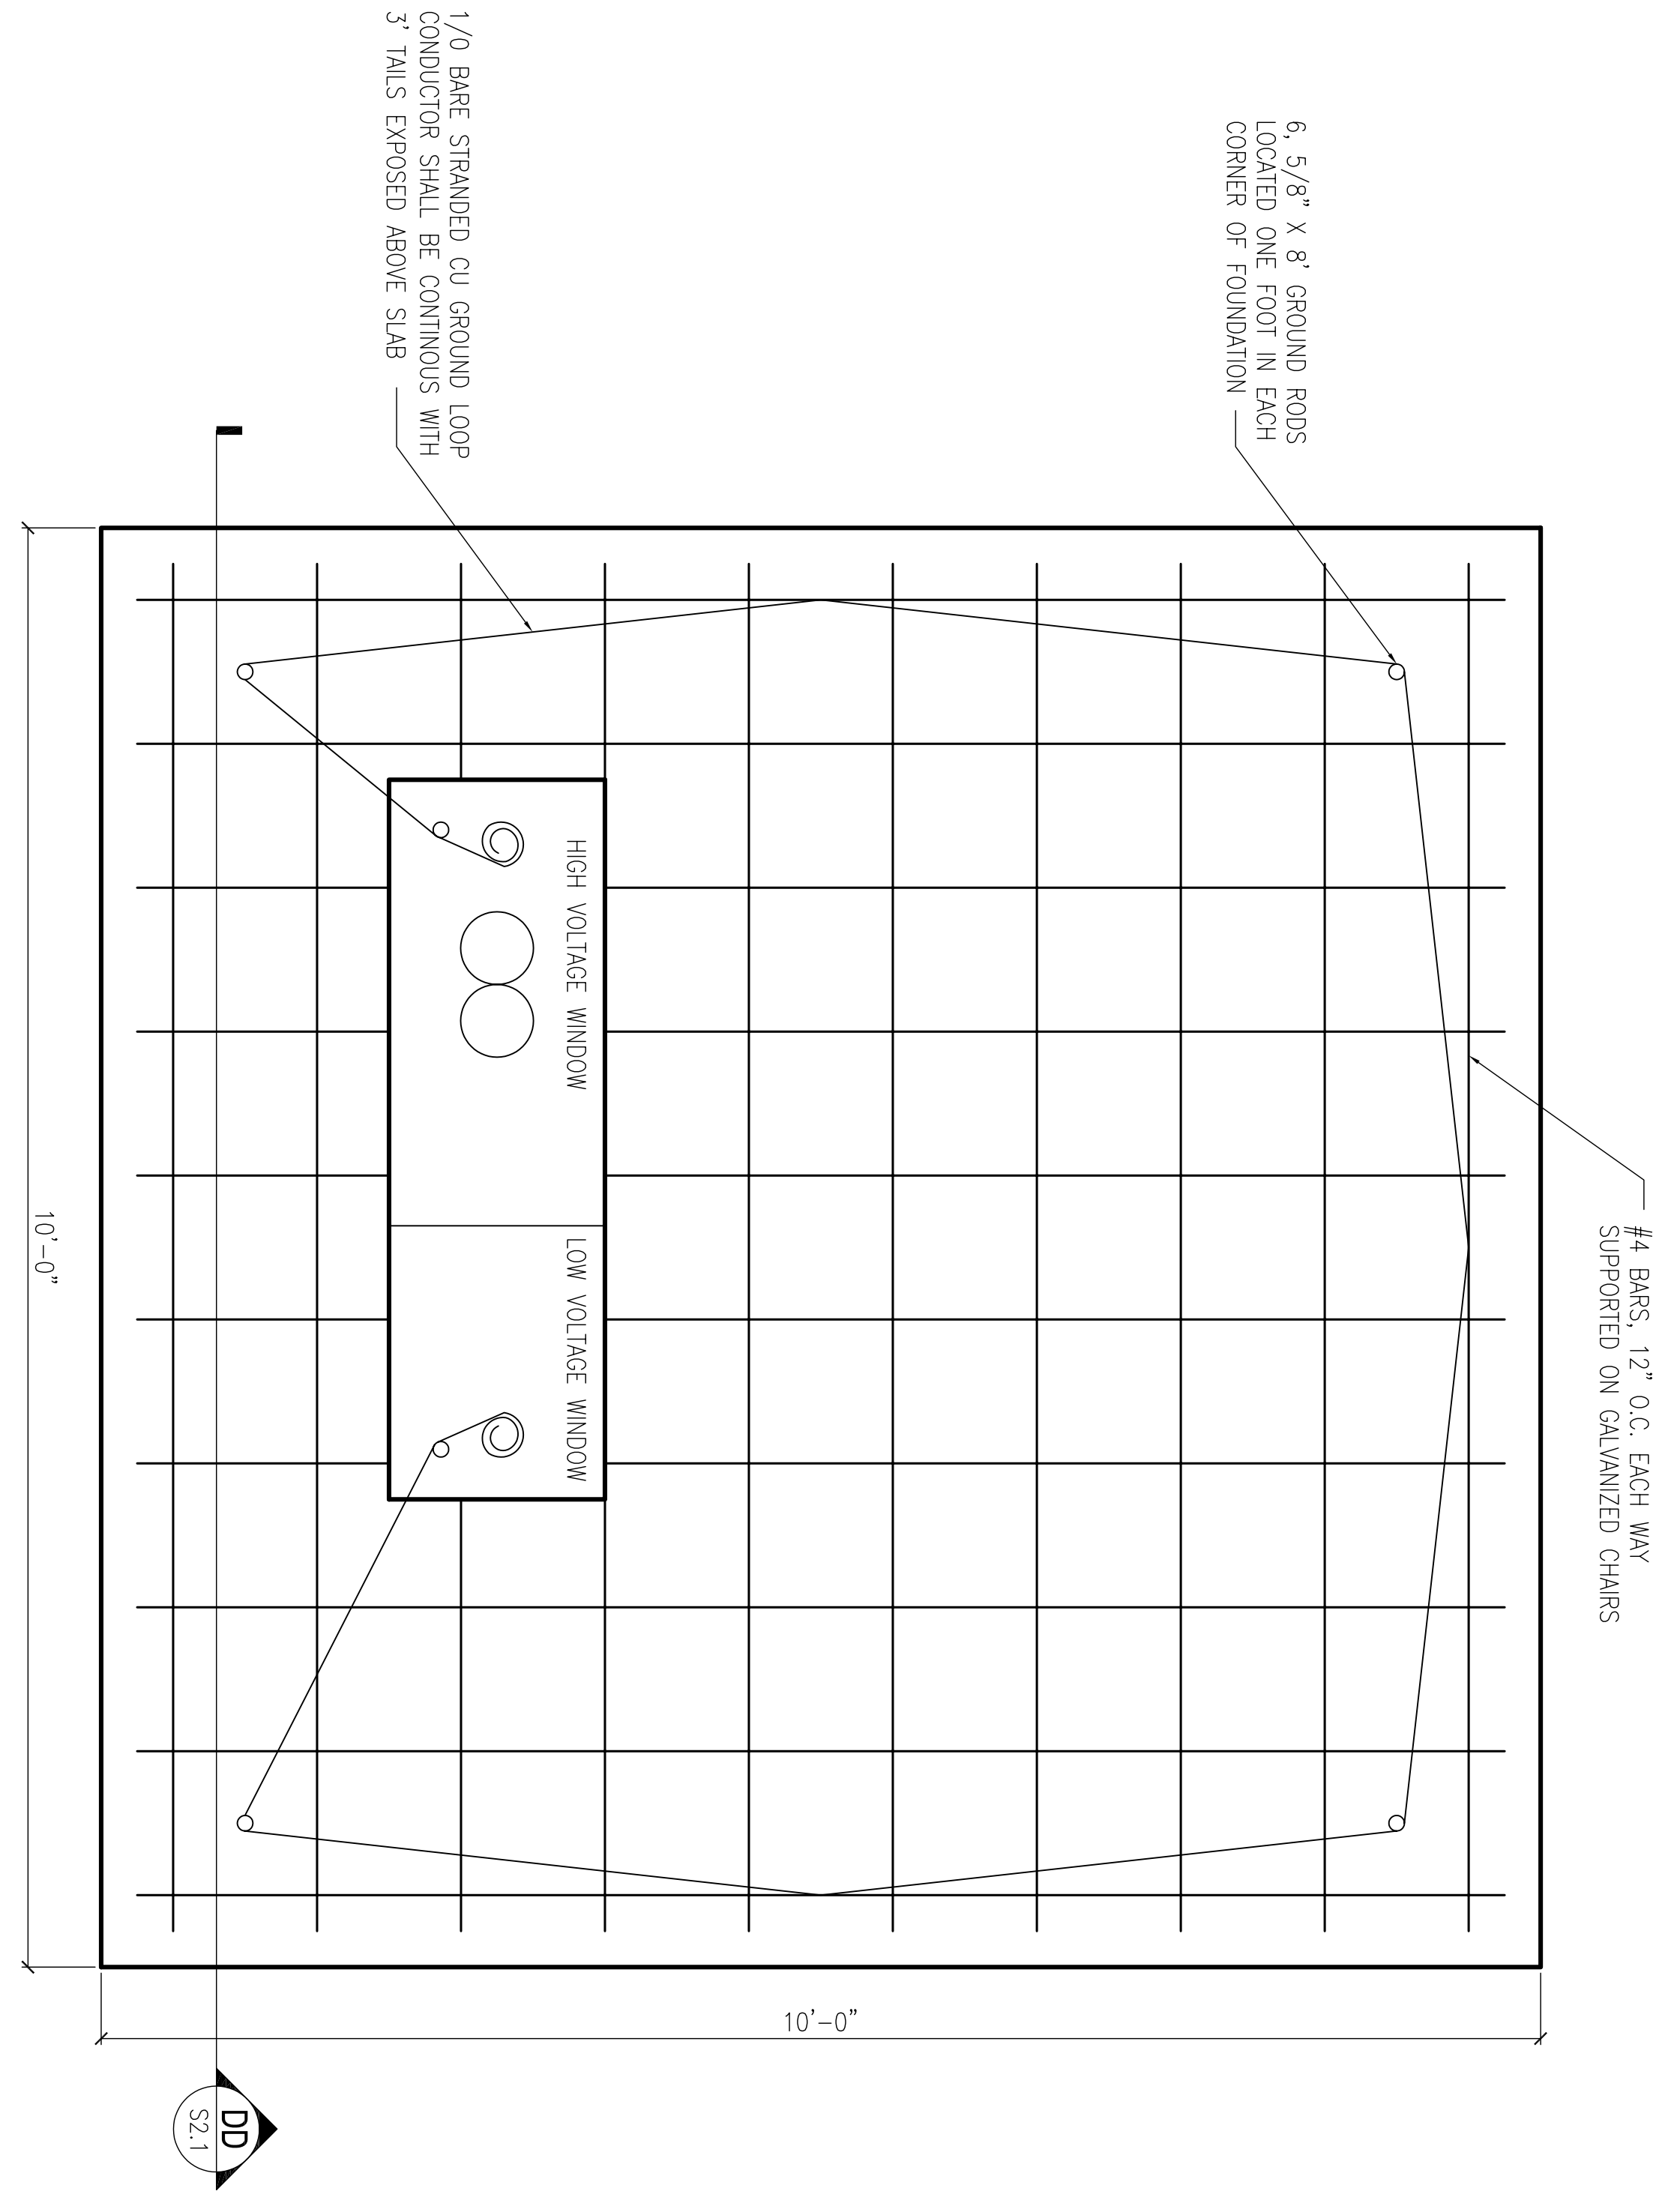 #4 BARS, 12" O.C. EACH WAY
SUPPORTED ON GALVANIZED CHAIRS
6, 5/8" X 8' GROUND RODS
LOCATED ONE FOOT IN EACH
CORNER OF FOUNDATION
HIGH VOLTAGE WINDOW
LOW VOLTAGE WINDOW
1/0 BARE STRANDED CU GROUND LOOP
CONDUCTOR SHALL BE CONTINOUS WITH
3' TAILS EXPOSED ABOVE SLAB
10'-0"
10'-0"
DD
S2.1